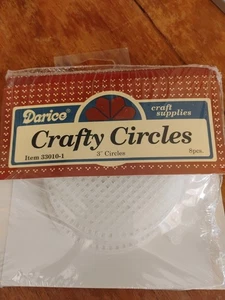 Darice
craft
supplies
Crafty Circles
Item 33010-1
3" Circles
8pcs.